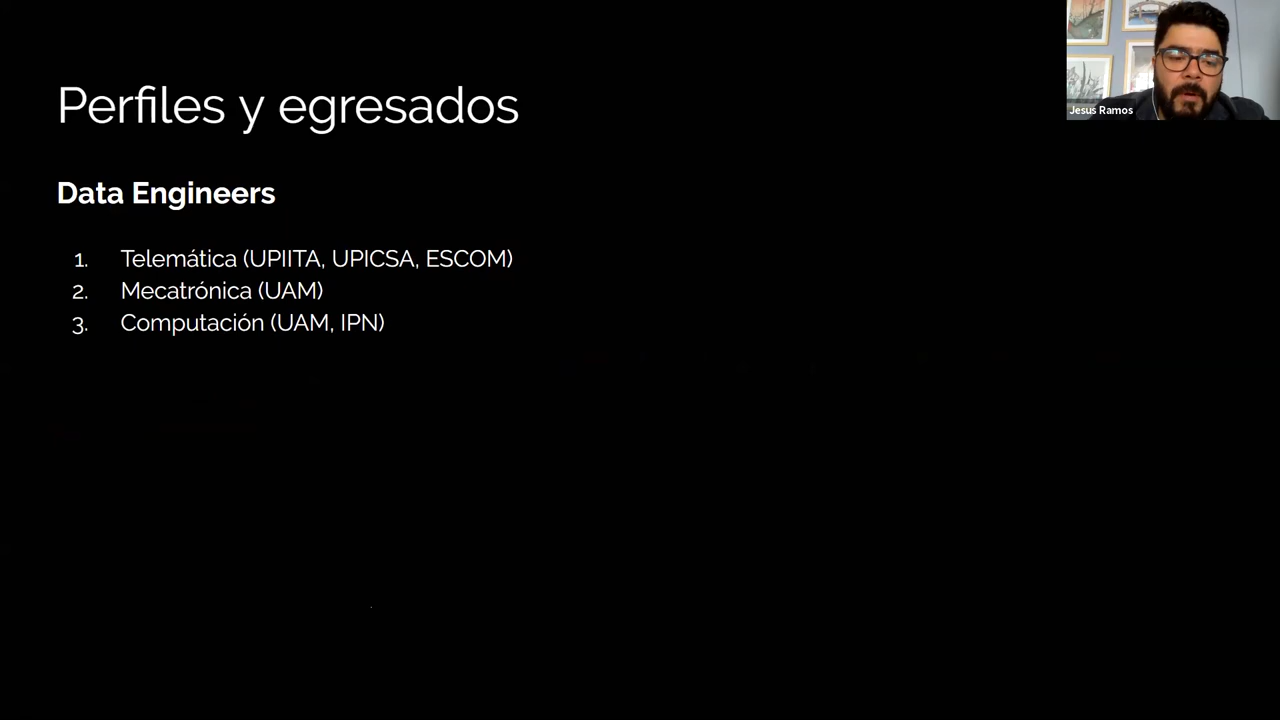 Perfiles y egresados
Jesus Ramos
Data Engineers
1. Telemática (UPIITA, UPICSA, ESCOM)
2. Mecatrónica (UAM)
3. Computación (UAM, IPN)